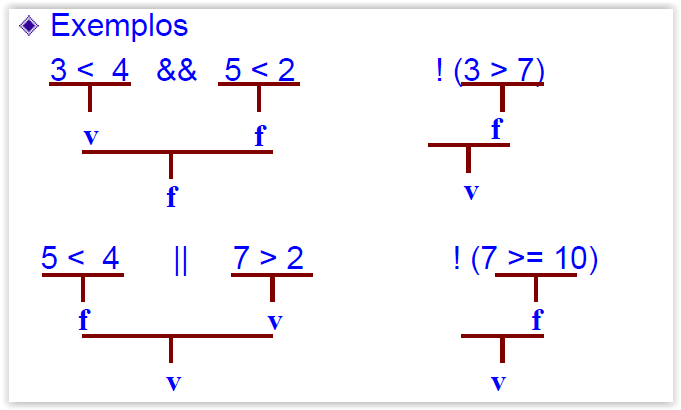 Exemplos
3 < 4 && 5 < 2 ! (3 > 7)
v f f
f v
5 < 4 || 7 > 2 ! (7 >= 10)
f v f
v v